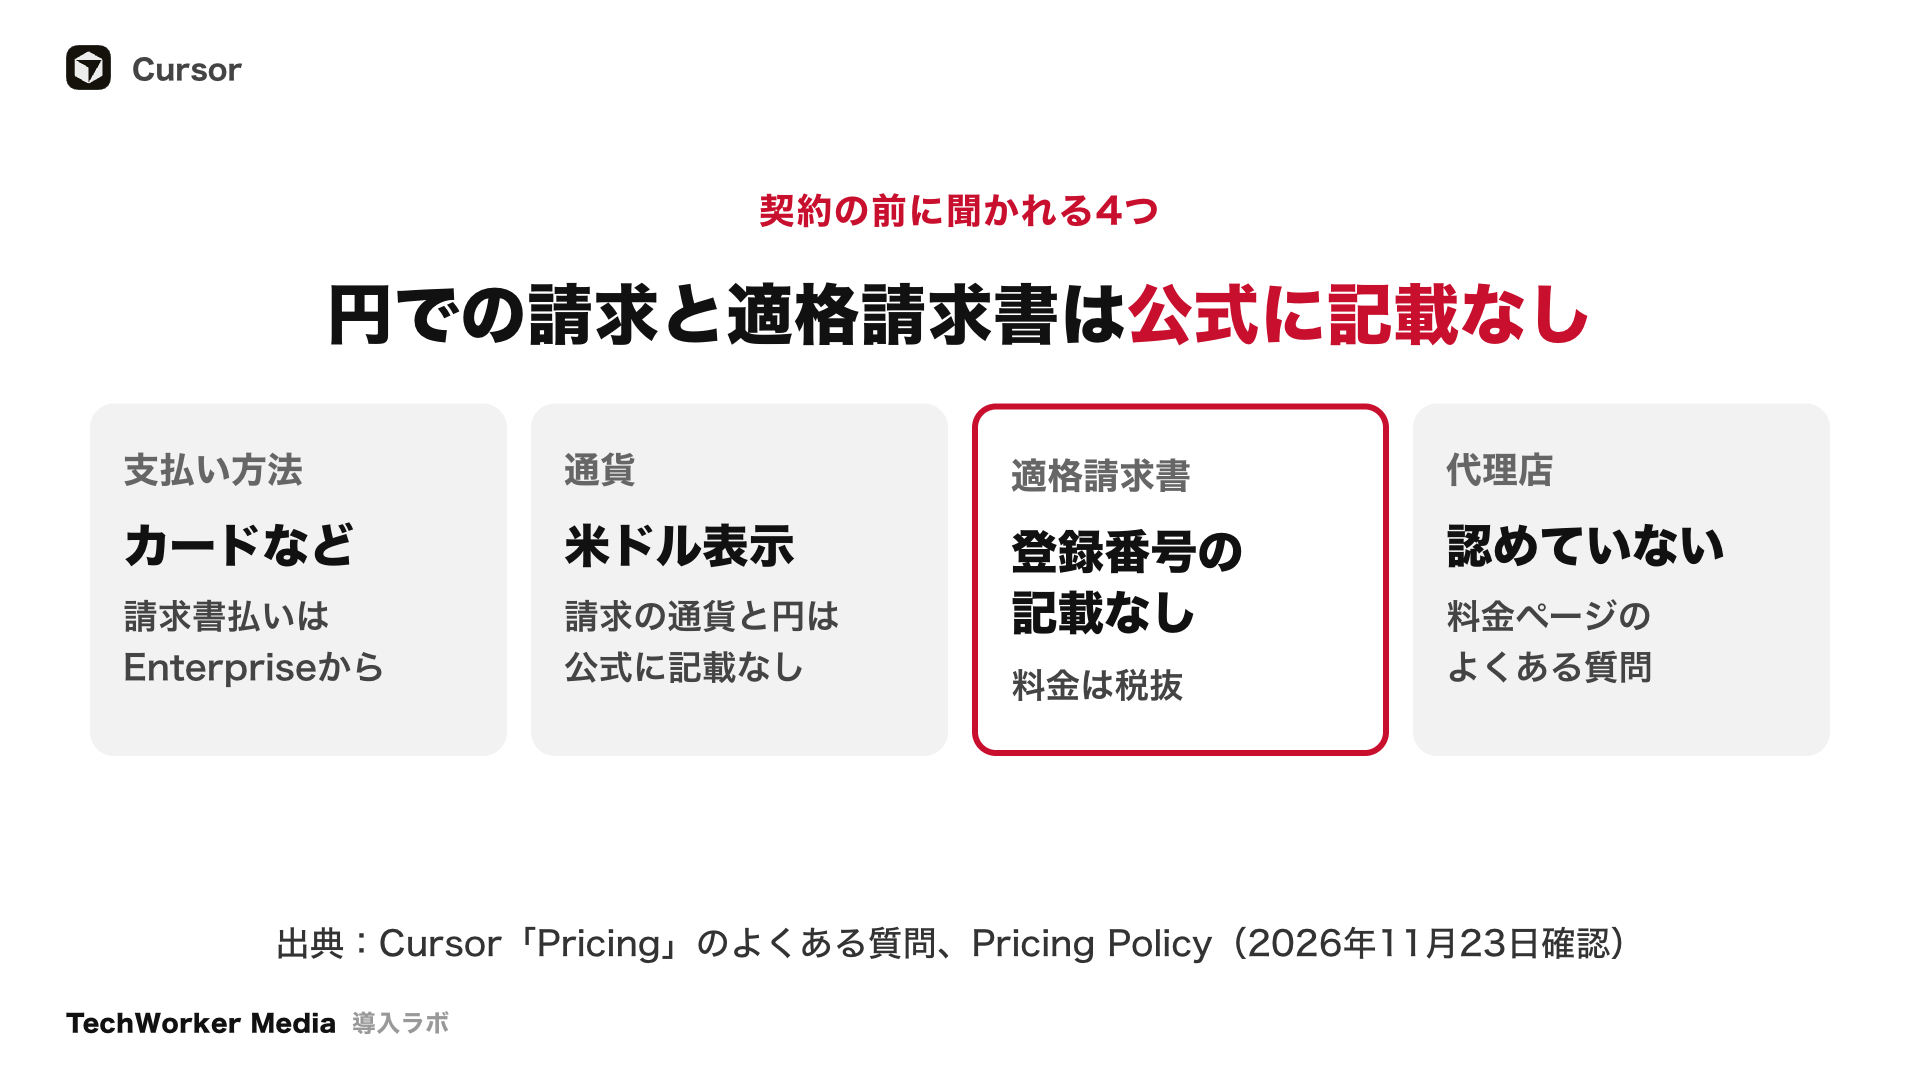 Cursor
契約の前に聞かれる4つ
円での請求と適格請求書は公式に記載なし
支払い方法
カードなど
請求書払いは
Enterpriseから
通貨
米ドル表示
請求の通貨と円は
公式に記載なし
適格請求書
登録番号の
記載なし
料金は税抜
代理店
認めていない
料金ページの
よくある質問
出典：Cursor「Pricing」のよくある質問、Pricing Policy（2026年11月23日確認）
TechWorker Media 導入ラボ